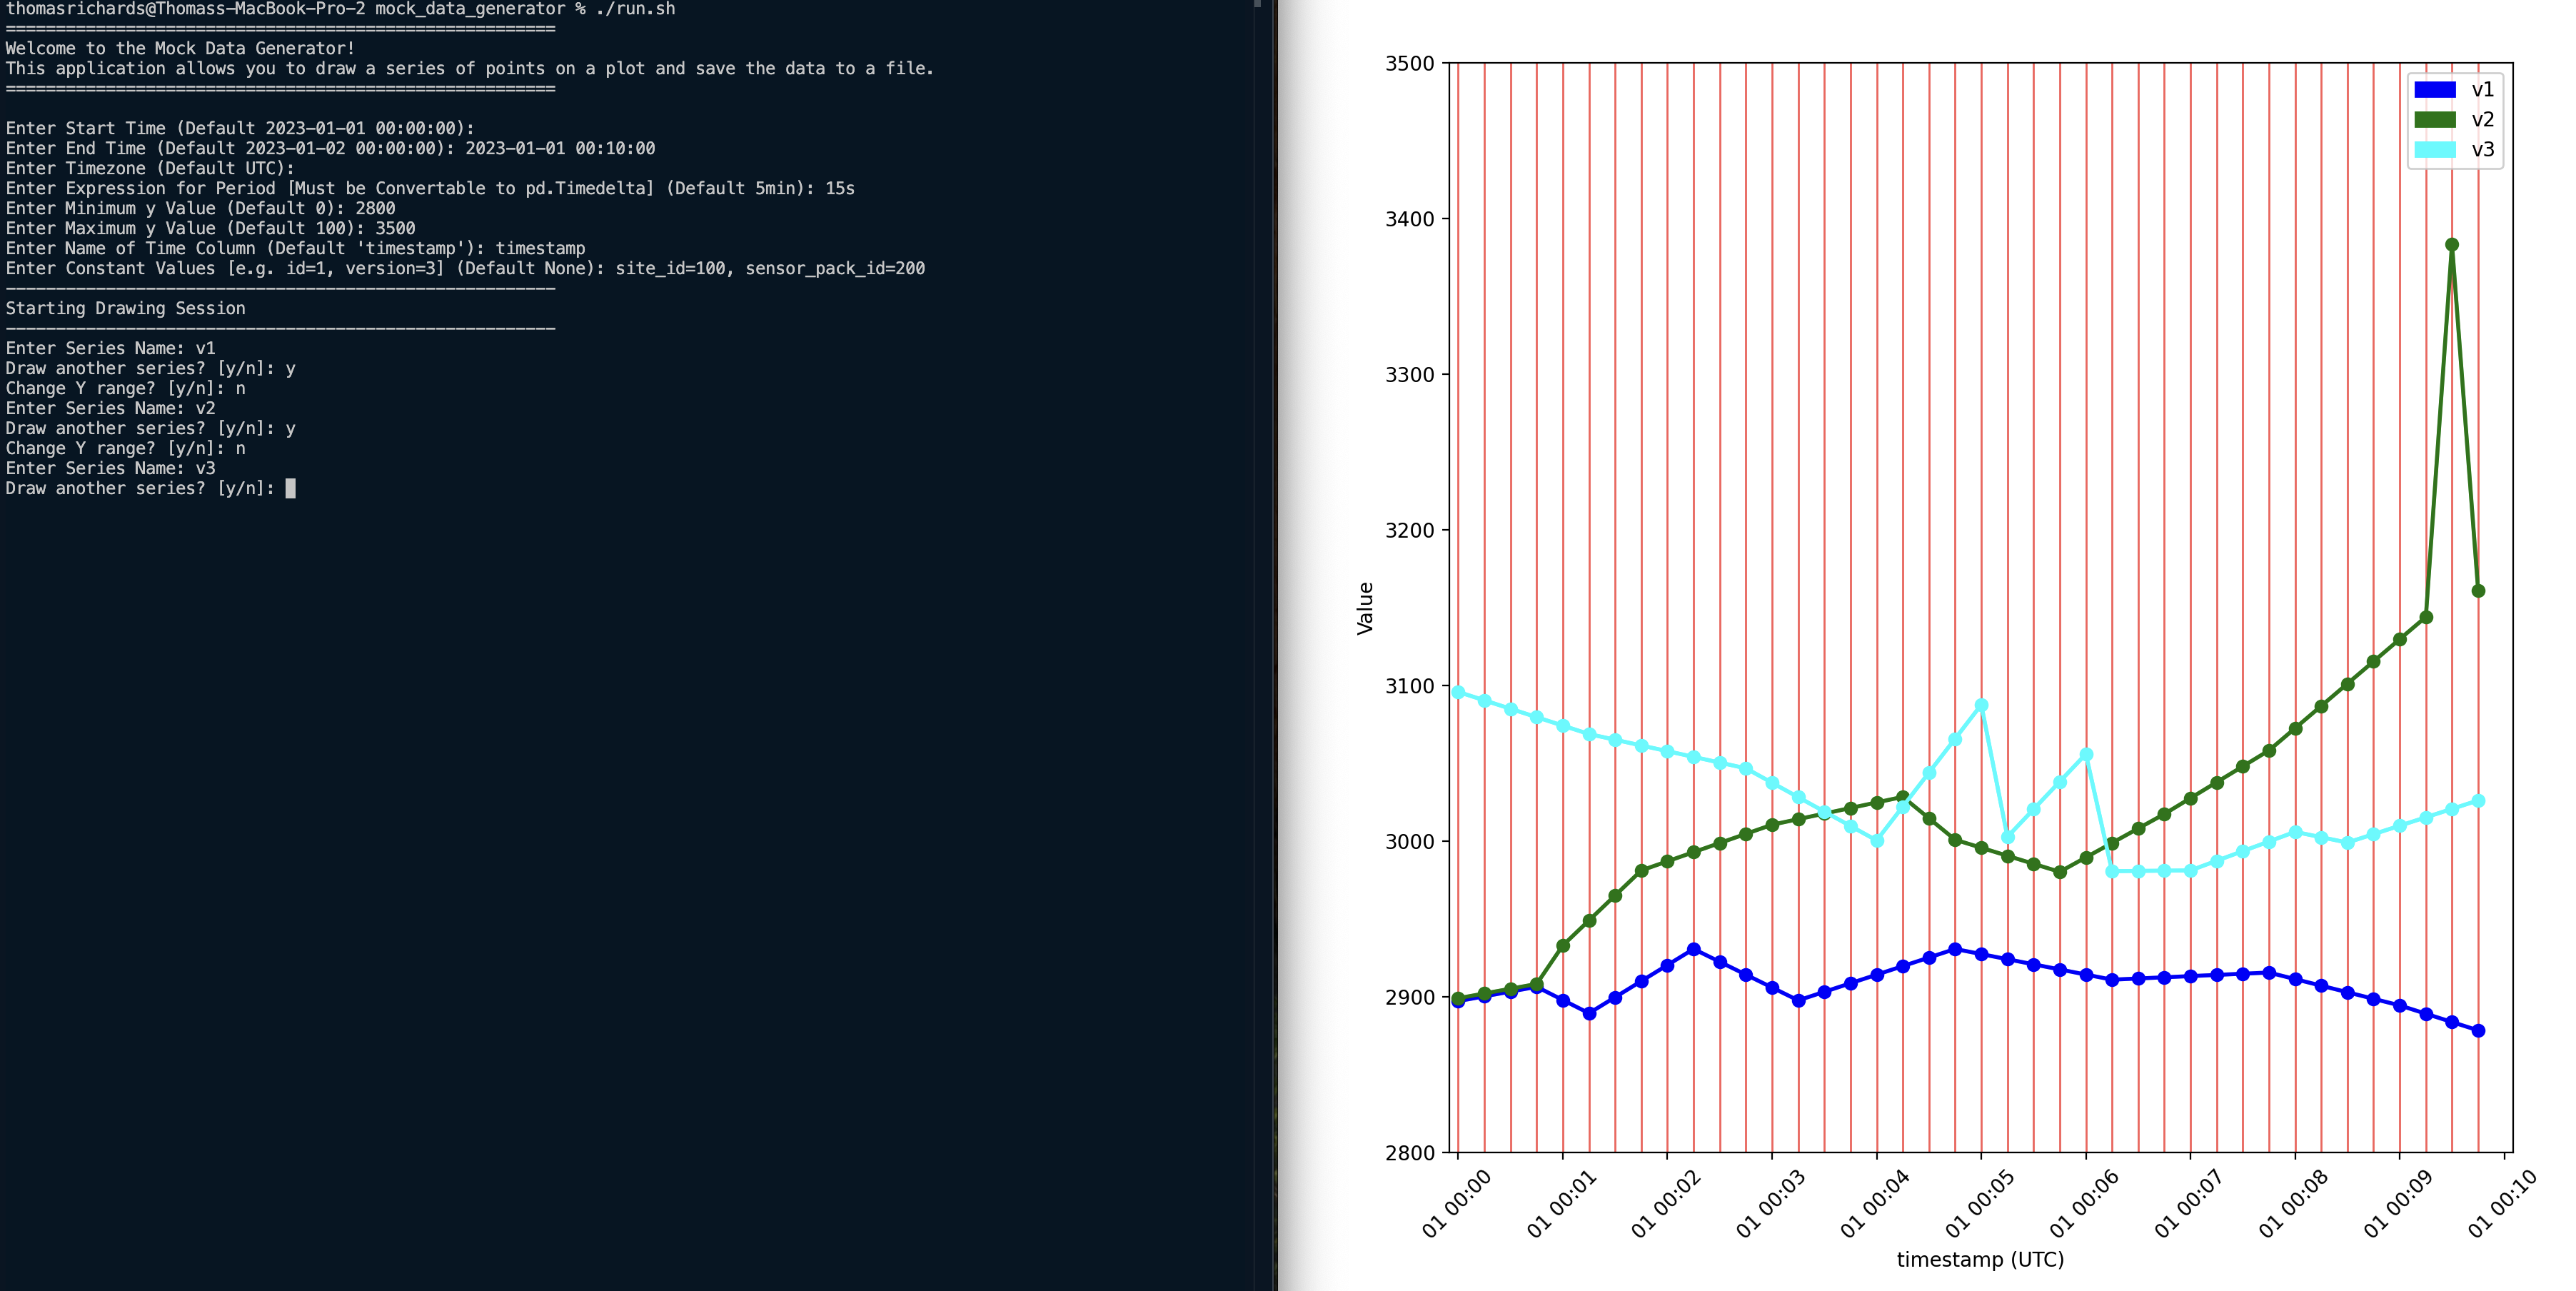 thomasrichards@Thomass-MacBook-Pro-2 mock_data_generator % ./run.sh
=======================================================
Welcome to the Mock Data Generator!
This application allows you to draw a series of points on a plot and save the data to a file.
=======================================================
Enter Start Time (Default 2023-01-01 00:00:00):
Enter End Time (Default 2023-01-02 00:00:00): 2023-01-01 00:10:00
Enter Timezone (Default UTC):
Enter Expression for Period [Must be Convertable to pd.Timedelta] (Default 5min): 15s
Enter Minimum y Value (Default 0): 2800
Enter Maximum y Value (Default 100): 3500
Enter Name of Time Column (Default 'timestamp'): timestamp
Enter Constant Values [e.g. id=1, version=3] (Default None): site_id=100, sensor_pack_id=200
-------------------------------------------------------
Starting Drawing Session
-------------------------------------------------------
Enter Series Name: v1
Draw another series? [y/n]: y
Change Y range? [y/n]: n
Enter Series Name: v2
Draw another series? [y/n]: y
Change Y range? [y/n]: n
Enter Series Name: v3
Draw another series? [y/n]:
3500
3400
3300
3200
3100
3000
2900
2800
Value
v1
v2
v3
01 00:00
01 00:01
01 00:02
01 00:03
01 00:04
01 00:05
01 00:06
01 00:07
01 00:08
01 00:09
01 00:10
timestamp (UTC)